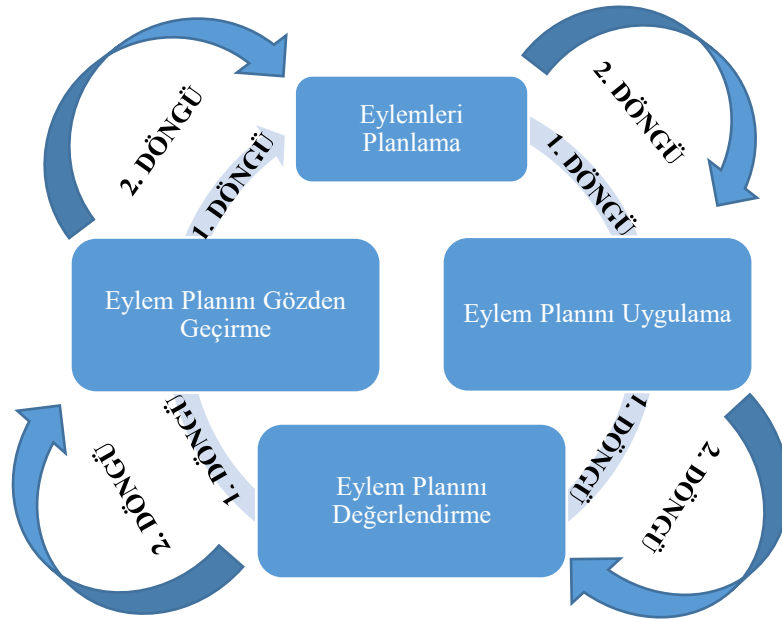 Eylemleri
Planlama
2. DÖNGÜ
1. DÖNGÜ
1. DÖNGÜ
2. DÖNGÜ
Eylem Planını Gözden
Geçirme
Eylem Planını Uygulama
2. DÖNGÜ
1. DÖNGÜ
1. DÖNGÜ
2. DÖNGÜ
Eylem Planını
Değerlendirme